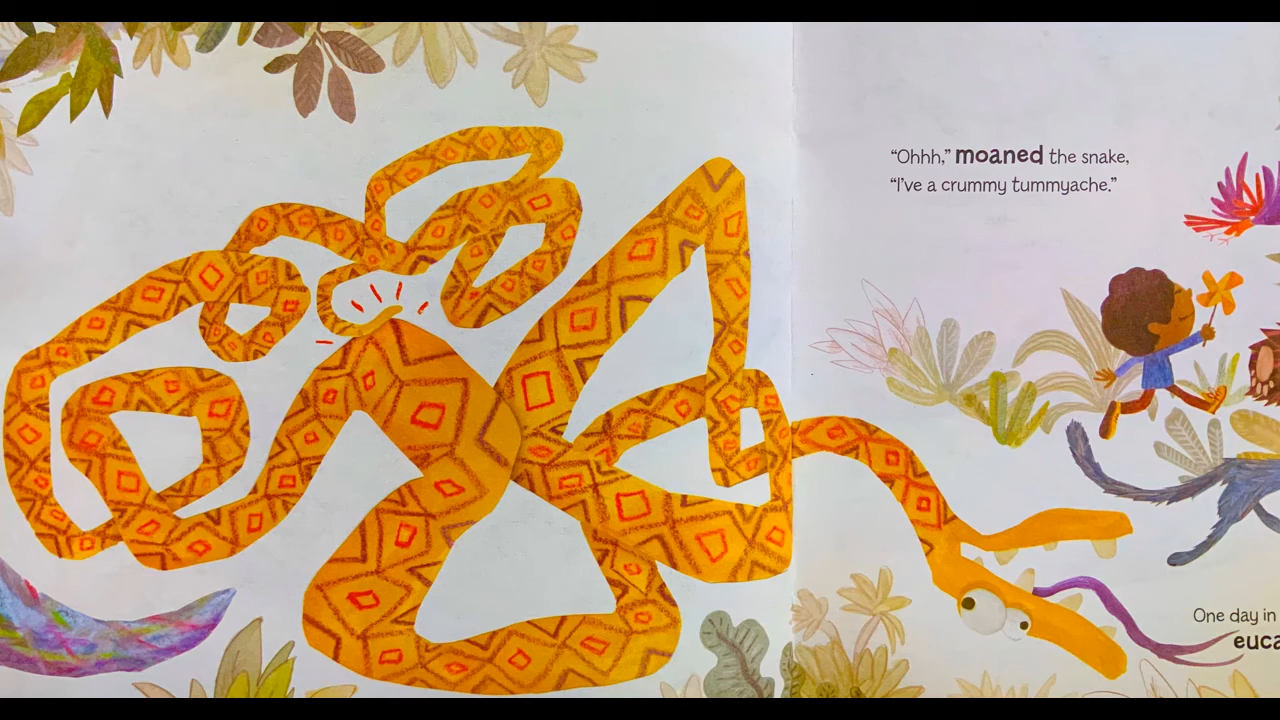 “Ohhh,” moaned the snake,
“I’ve a crummy tummyache.”
One day in